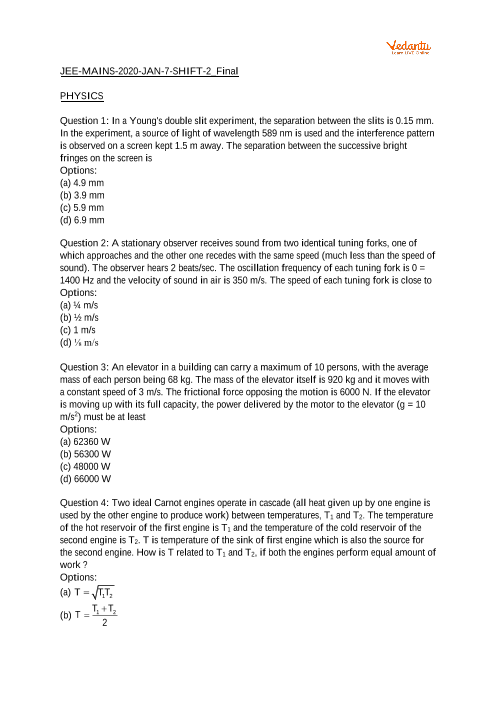 Vedantu
Learn LIVE Online
JEE-MAINS-2020-JAN-7-SHIFT-2_Final
PHYSICS
Question 1: In a Young's double slit experiment, the separation between the slits is 0.15 mm.
In the experiment, a source of light of wavelength 589 nm is used and the interference pattern
is observed on a screen kept 1.5 m away. The separation between the successive bright
fringes on the screen is
Options:
(a) 4.9 mm
(b) 3.9 mm
(c) 5.9 mm
(d) 6.9 mm
Question 2: A stationary observer receives sound from two identical tuning forks, one of
which approaches and the other one recedes with the same speed (much less than the speed of
sound). The observer hears 2 beats/sec. The oscillation frequency of each tuning fork is 0 =
1400 Hz and the velocity of sound in air is 350 m/s. The speed of each tuning fork is close to
Options:
(a) ¼ m/s
(b) ½ m/s
(c) 1 m/s
(d) ⅛ m/s
Question 3: An elevator in a building can carry a maximum of 10 persons, with the average
mass of each person being 68 kg. The mass of the elevator itself is 920 kg and it moves with
a constant speed of 3 m/s. The frictional force opposing the motion is 6000 N. If the elevator
is moving up with its full capacity, the power delivered by the motor to the elevator (g = 10
m/s²) must be at least
Options:
(a) 62360 W
(b) 56300 W
(c) 48000 W
(d) 66000 W
Question 4: Two ideal Carnot engines operate in cascade (all heat given up by one engine is
used by the other engine to produce work) between temperatures, T₁ and T₂. The temperature
of the hot reservoir of the first engine is T₁ and the temperature of the cold reservoir of the
second engine is T₂. T is temperature of the sink of first engine which is also the source for
the second engine. How is T related to T₁ and T₂, if both the engines perform equal amount of
work ?
Options:
(a) T = √T₁T₂
(b) T = T₁ + T₂
2